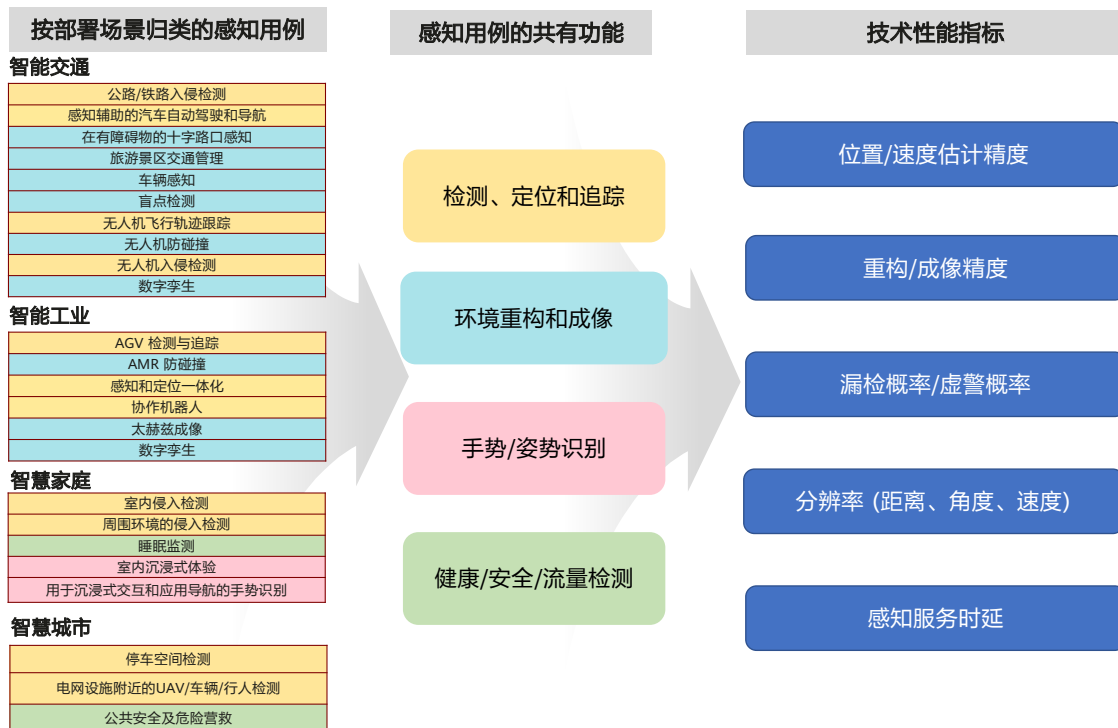 按部署场景归类的感知用例
智能交通
公路/铁路入侵检测
感知辅助的汽车自动驾驶和导航
在有障碍物的十字路口感知
旅游景区交通管理
车辆感知
盲点检测
无人机飞行轨迹跟踪
无人机防碰撞
无人机入侵检测
数字孪生
智能工业
AGV 检测与追踪
AMR 防碰撞
感知和定位一体化
协作机器人
太赫兹成像
数字孪生
智慧家庭
室内侵入检测
周围环境的侵入检测
睡眠监测
室内沉浸式体验
用于沉浸式交互和应用导航的手势识别
智慧城市
停车空间检测
电网设施附近的UAV/车辆/行人检测
公共安全及危险营救
感知用例的共有功能
检测、定位和追踪
环境重构和成像
手势/姿势识别
健康/安全/流量检测
技术性能指标
位置/速度估计精度
重构/成像精度
漏检概率/虚警概率
分辨率 (距离、角度、速度)
感知服务时延